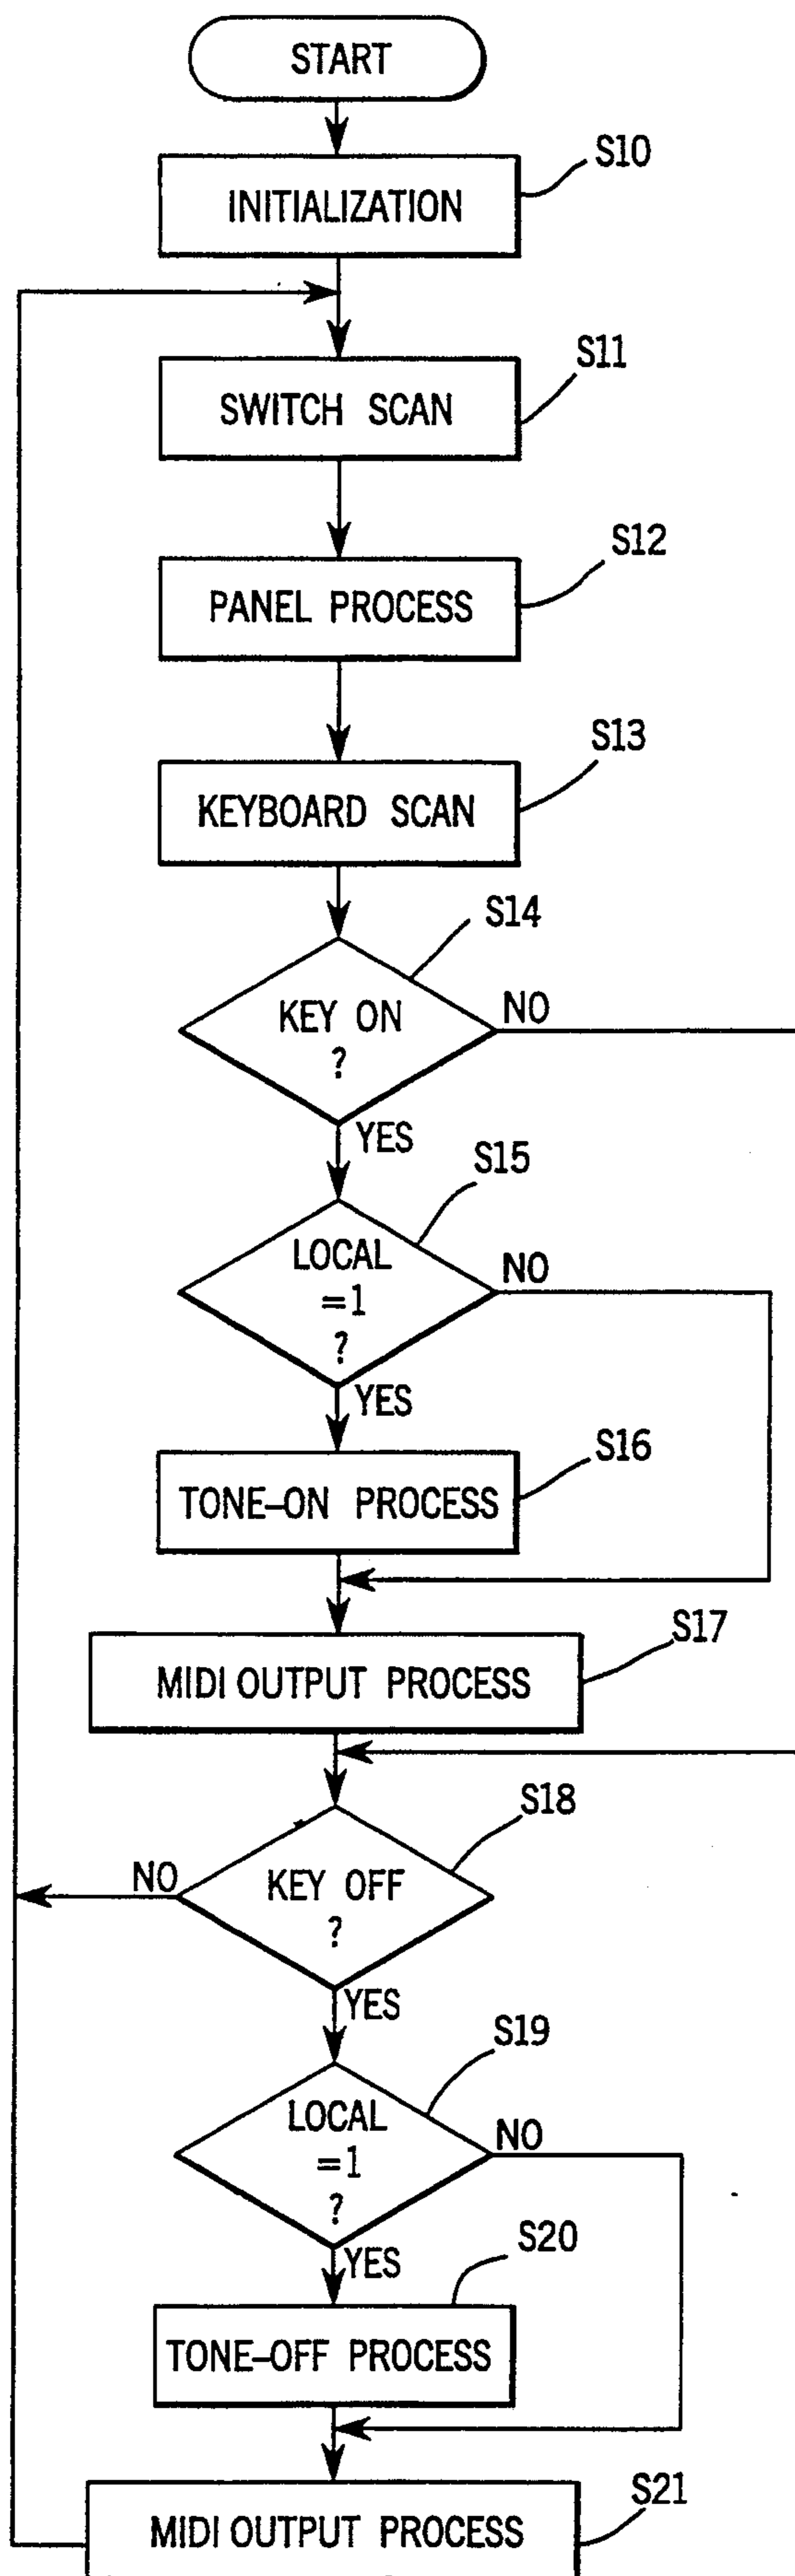 START
S10
INITIALIZATION
S11
SWITCH SCAN
S12
PANEL PROCESS
S13
KEYBOARD SCAN
S14
KEY ON
?
NO
YES
S15
LOCAL
=1
?
NO
YES
S16
TONE-ON PROCESS
S17
MIDI OUTPUT PROCESS
S18
KEY OFF
?
NO
YES
S19
LOCAL
=1
?
NO
YES
S20
TONE-OFF PROCESS
S21
MIDI OUTPUT PROCESS